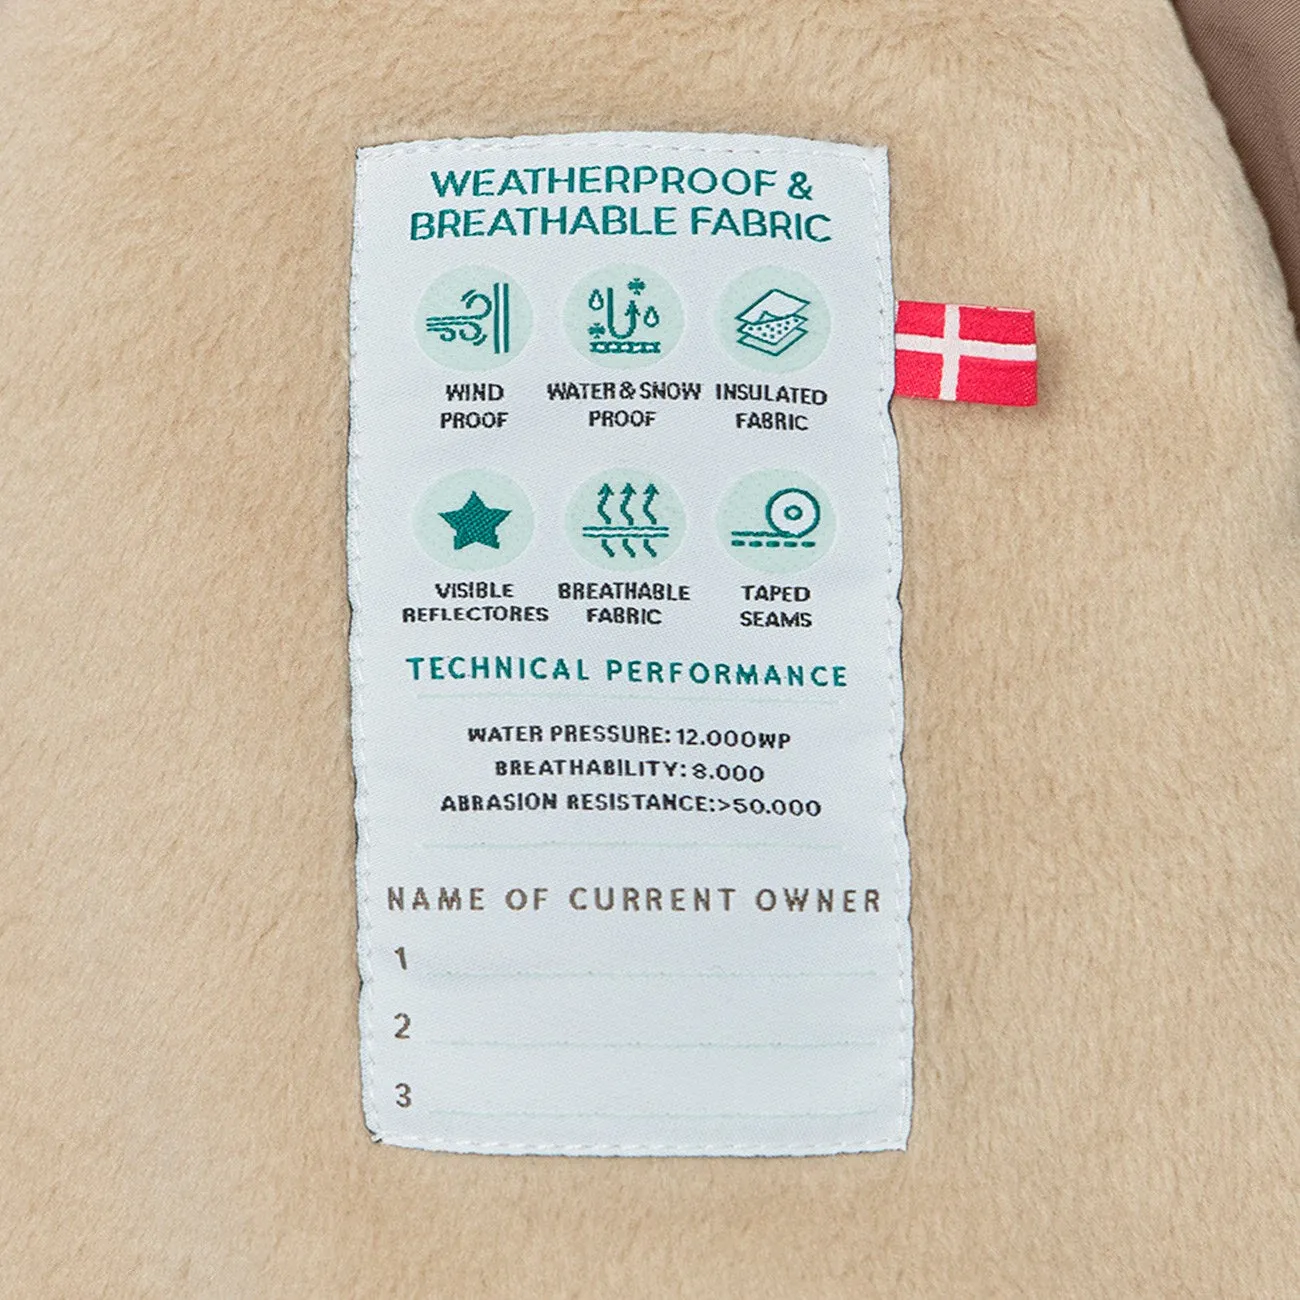 WEATHERPROOF &
BREATHABLE FABRIC
WIND
PROOF
WATER & SNOW
PROOF
INSULATED
FABRIC
VISIBLE
REFLECTORES
BREATHABLE
FABRIC
TAPED
SEAMS
TECHNICAL PERFORMANCE
WATER PRESSURE: 12.000WP
BREATHABILITY: 8.000
ABRASION RESISTANCE:>50.000
NAME OF CURRENT OWNER
1
2
3